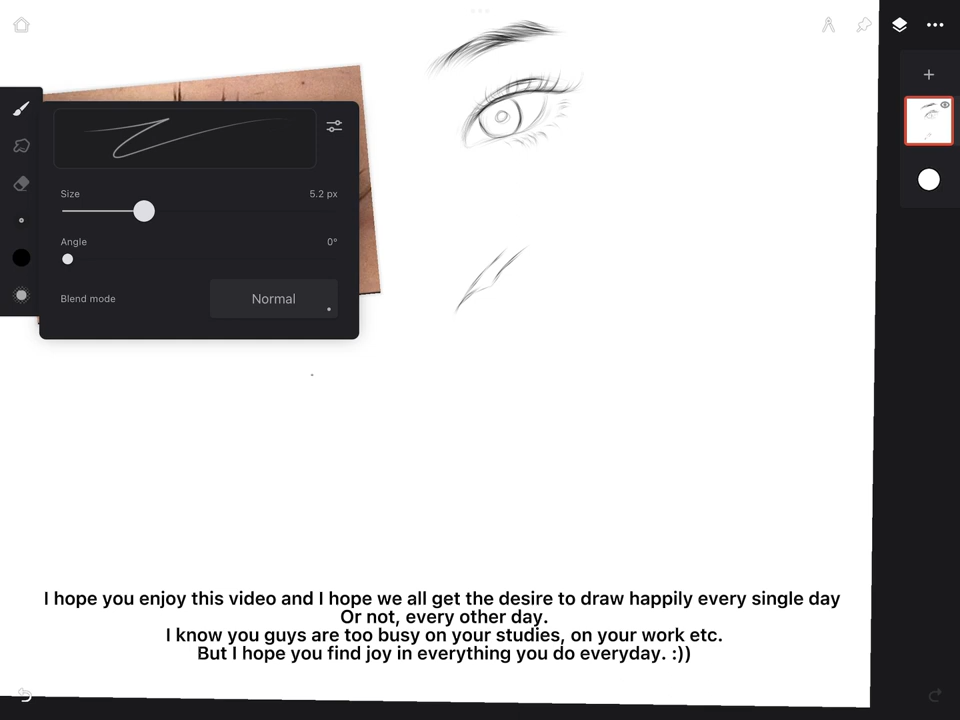 Size 5.2 px
Angle 0°
Blend mode Normal
I hope you enjoy this video and I hope we all get the desire to draw happily every single day
Or not, every other day.
I know you guys are too busy on your studies, on your work etc.
But I hope you find joy in everything you do everyday. :))